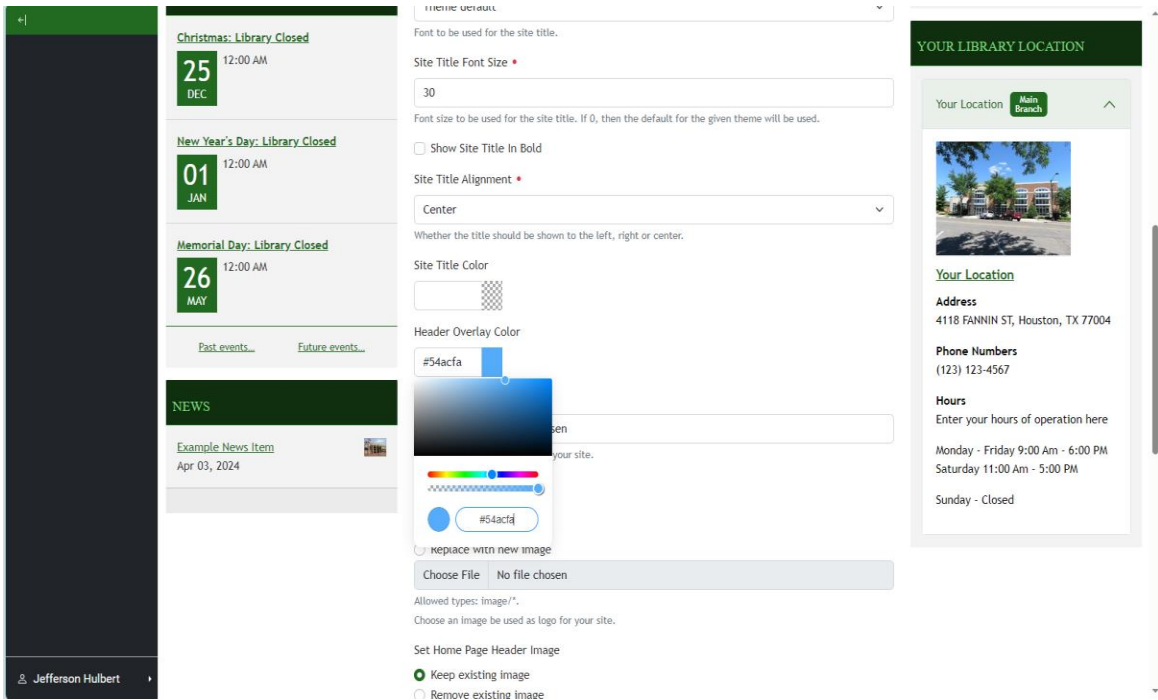 Christmas: Library Closed
25
DEC
12:00 AM
New Year's Day: Library Closed
01
JAN
12:00 AM
Memorial Day: Library Closed
26
MAY
12:00 AM
Past events...
Future events...
NEWS
Example News Item
Apr 03, 2024
Jefferson Hulbert
Theme default
Font to be used for the site title.
Site Title Font Size •
30
Font size to be used for the site title. If 0, then the default for the given theme will be used.
Show Site Title In Bold
Site Title Alignment •
Center
Whether the title should be shown to the left, right or center.
Site Title Color
Header Overlay Color
#54acfa
sen
your site.
#54acfa
Replace with new image
Choose File No file chosen
Allowed types: image/*.
Choose an image be used as logo for your site.
Set Home Page Header Image
Keep existing image
Remove existing image
YOUR LIBRARY LOCATION
Your Location
Main
Branch
Your Location
Address
4118 FANNIN ST, Houston, TX 77004
Phone Numbers
(123) 123-4567
Hours
Enter your hours of operation here
Monday - Friday 9:00 Am - 6:00 PM
Saturday 11:00 Am - 5:00 PM
Sunday - Closed